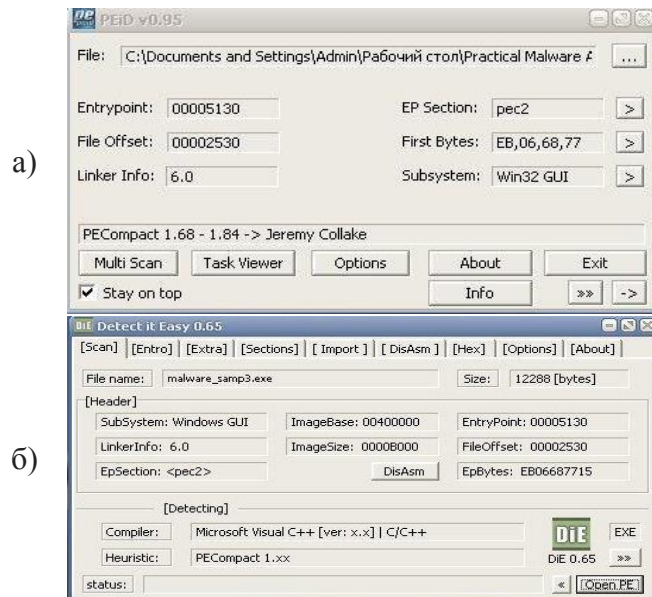 PEiD v0.95
File: C:\Documents and Settings\Admin\Рабочий стол\Practical Malware A ...
Entrypoint: 00005130 EP Section: pec2 >
а)
File Offset: 00002530 First Bytes: EB,06,68,77 >
Linker Info: 6.0 Subsystem: Win32 GUI >
PECompact 1.68 - 1.84 -> Jeremy Collake
Multi Scan Task Viewer Options About Exit
Stay on top Info »» ->
DiE Detect it Easy 0.65
[Scan] [Entro] [Extra] [Sections] [ Import ] [ DisAsm ] [Hex] [Options] [About]
File name: malware_samp3.exe Size: 12288 [bytes]
[Header]
SubSystem: Windows GUI ImageBase: 00400000 EntryPoint: 00005130
LinkerInfo: 6.0 ImageSize: 0000B000 FileOffset: 00002530
б)
EpSection: <pec2> DisAsm EpBytes: EB06687715
[Detecting]
Compiler: Microsoft Visual C++ [ver: x.x] | C/C++ DiE EXE
Heuristic: PECompact 1.xx DiE 0.65 »»
status: « [Open PE]